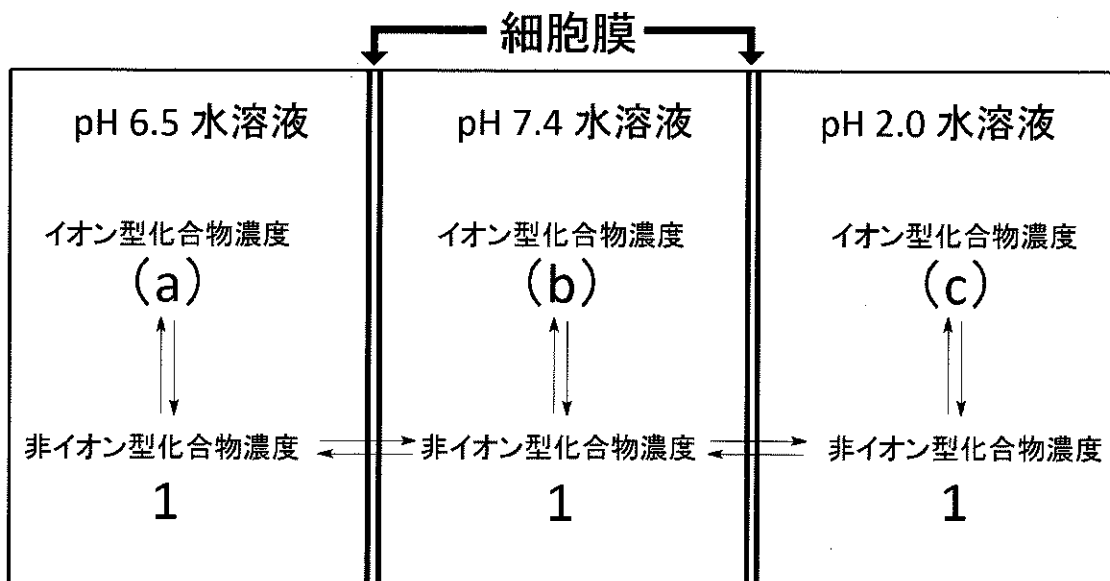 細胞膜
pH 6.5 水溶液
pH 7.4 水溶液
pH 2.0 水溶液
イオン型化合物濃度
イオン型化合物濃度
イオン型化合物濃度
(a)
(b)
(c)
非イオン型化合物濃度
非イオン型化合物濃度
非イオン型化合物濃度
1
1
1